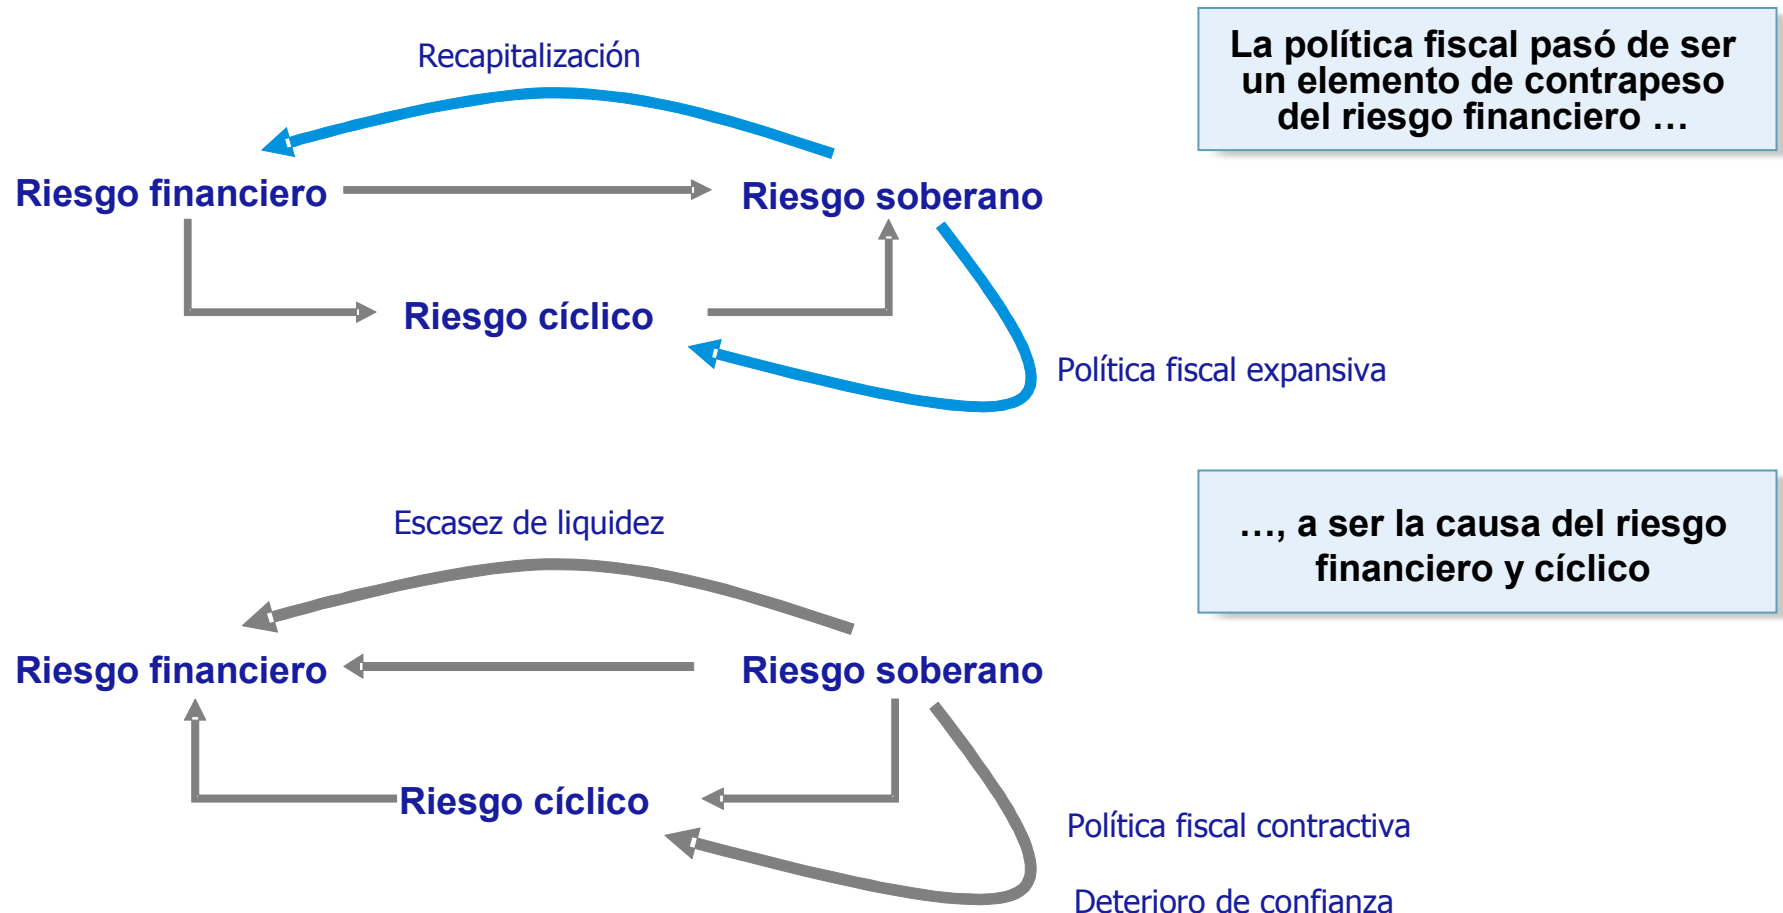 Recapitalización
La política fiscal pasó de ser
un elemento de contrapeso
del riesgo financiero …
Riesgo financiero
Riesgo soberano
Riesgo cíclico
Política fiscal expansiva
Escasez de liquidez
…, a ser la causa del riesgo
financiero y cíclico
Riesgo financiero
Riesgo soberano
Riesgo cíclico
Política fiscal contractiva
Deterioro de confianza